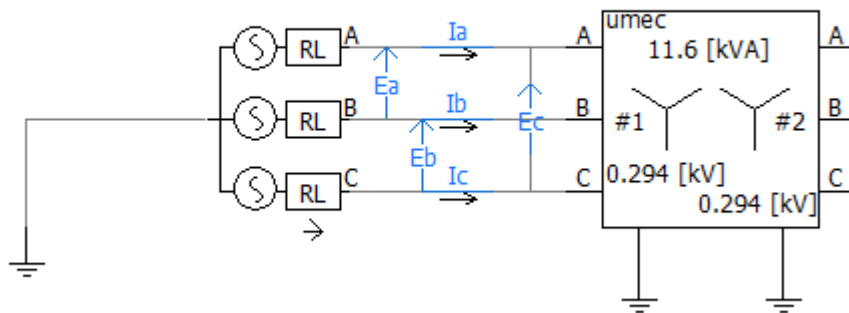 umec
11.6 [kVA]
A
Ia
A
A
RL
Ea
B
Ib
B
#1
#2
B
RL
Ec
Eb
C
Ic
C
C
RL
0.294 [kV]
0.294 [kV]